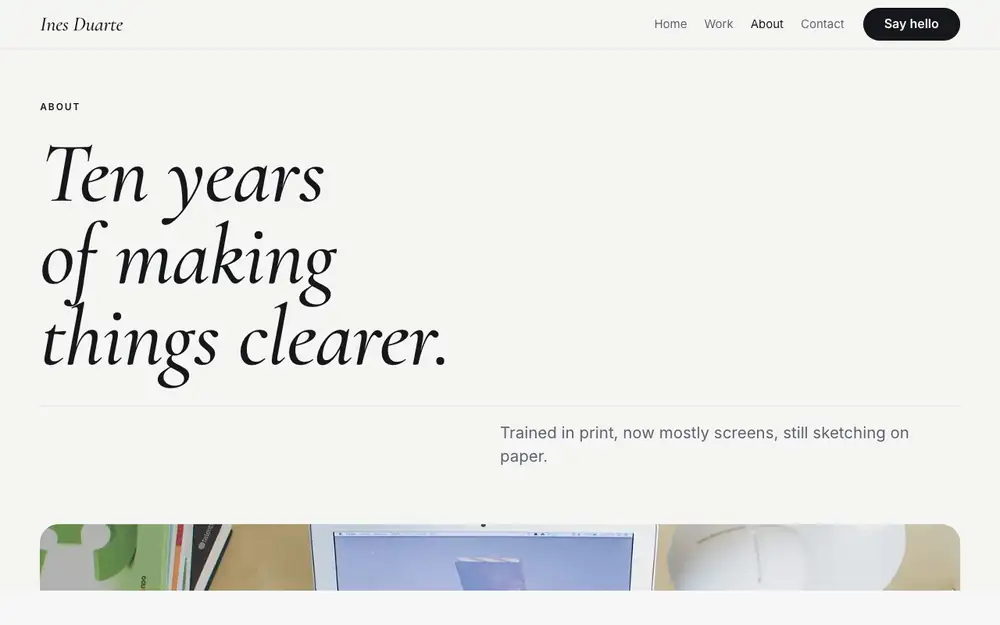 Ines Duarte
Home Work About Contact Say hello
ABOUT
Ten years
of making
things clearer.
Trained in print, now mostly screens, still sketching on
paper.